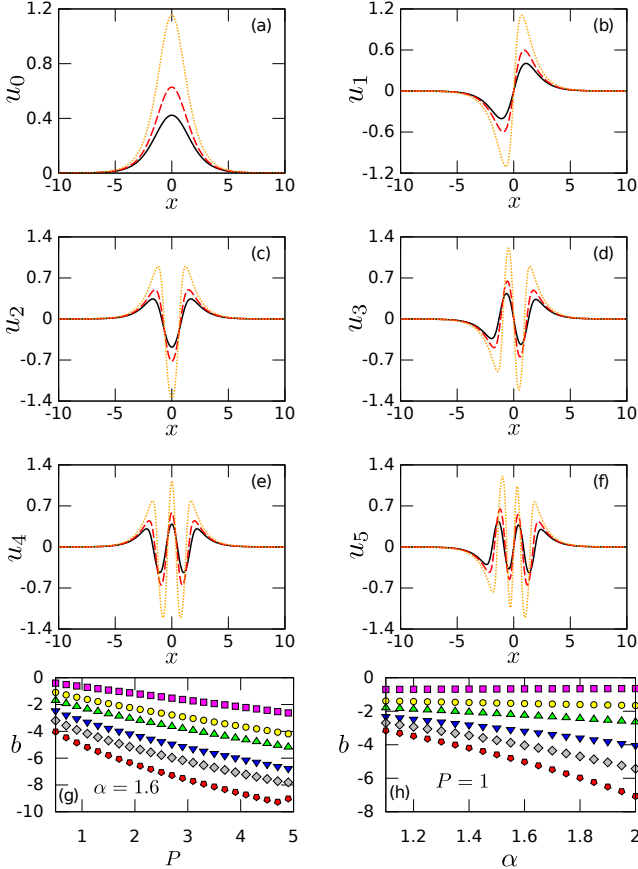 1.2
0.8
0.4
0
u0
(a)
-10 -5 0 5 10
x
1.2
0.6
0
-0.6
-1.2
u1
(b)
-10 -5 0 5 10
x
1.4
0.7
0
-0.7
-1.4
u2
(c)
-10 -5 0 5 10
x
1.4
0.7
0
-0.7
-1.4
u3
(d)
-10 -5 0 5 10
x
1.4
0.7
0
-0.7
-1.4
u4
(e)
-10 -5 0 5 10
x
1.4
0.7
0
-0.7
-1.4
u5
(f)
-10 -5 0 5 10
x
0
-2
-4
-6
-8
-10
b
(g)
α = 1.6
1 2 3 4 5
P
0
-2
-4
-6
-8
b
(h)
P = 1
1.2 1.4 1.6 1.8 2
α